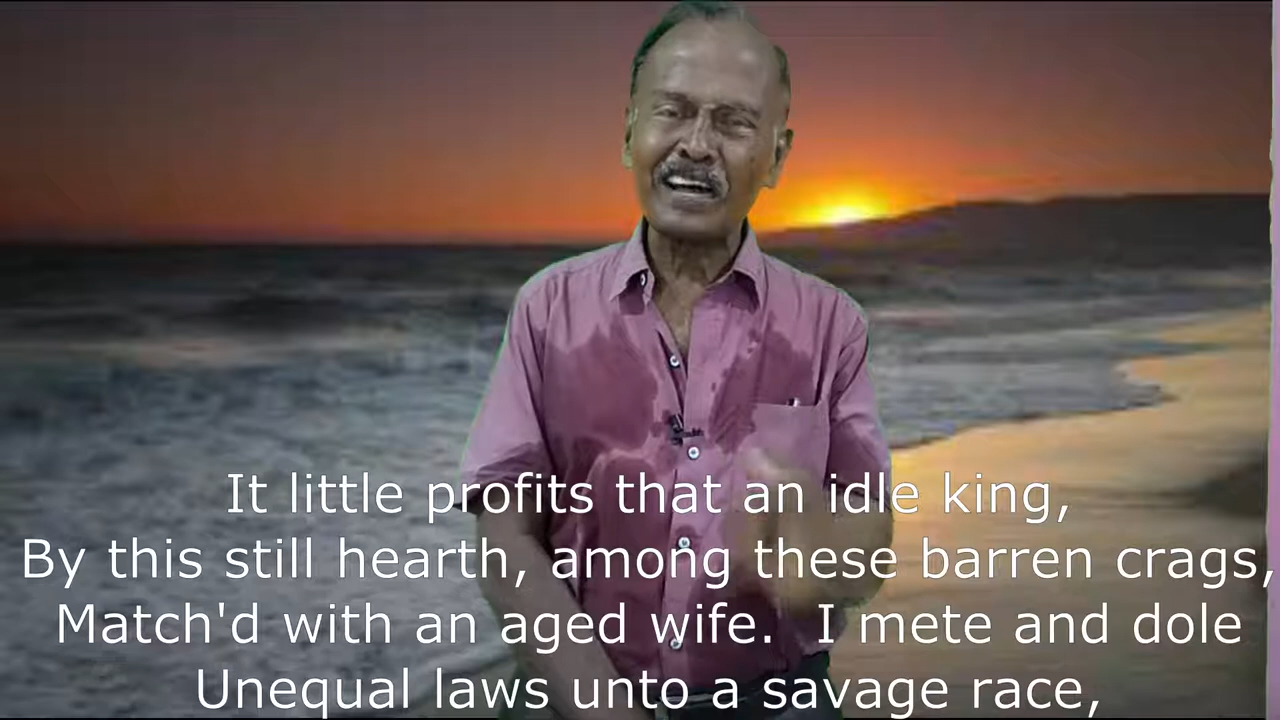 It little profits that an idle king,
By this still hearth, among these barren crags,
Match'd with an aged wife.  I mete and dole
Unequal laws unto a savage race,